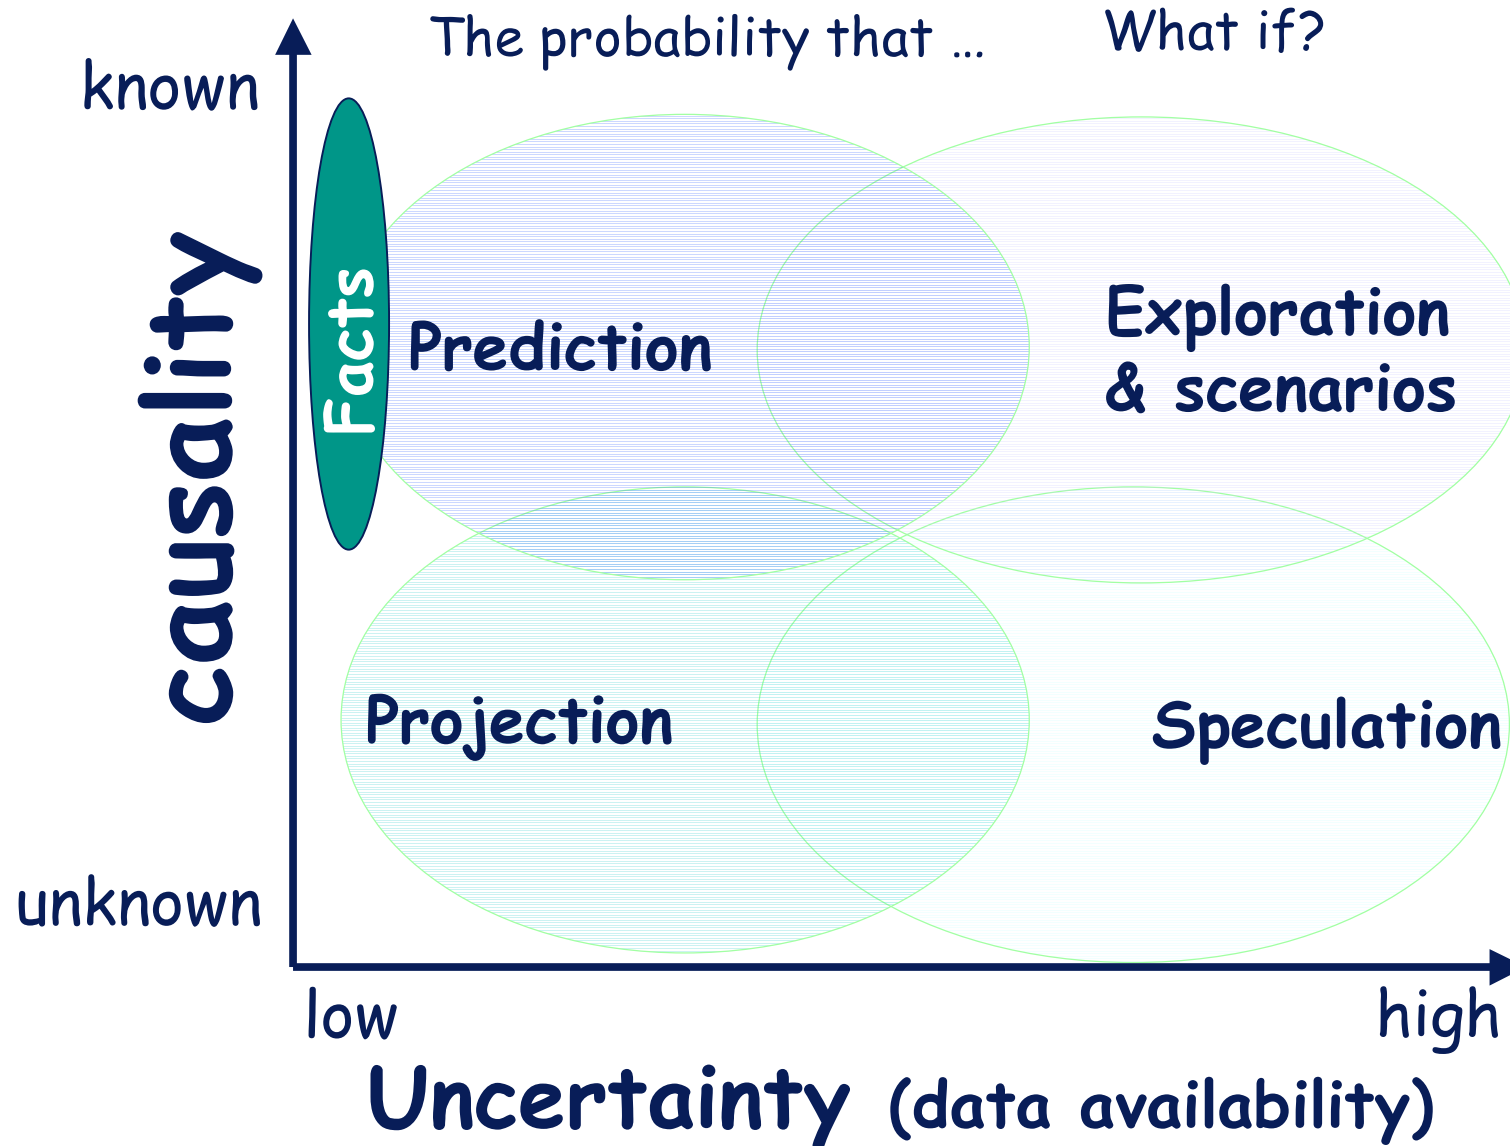 The probability that ...
What if?
known
causality
Facts
Prediction
Exploration
& scenarios
Projection
Speculation
unknown
low
high
Uncertainty (data availability)